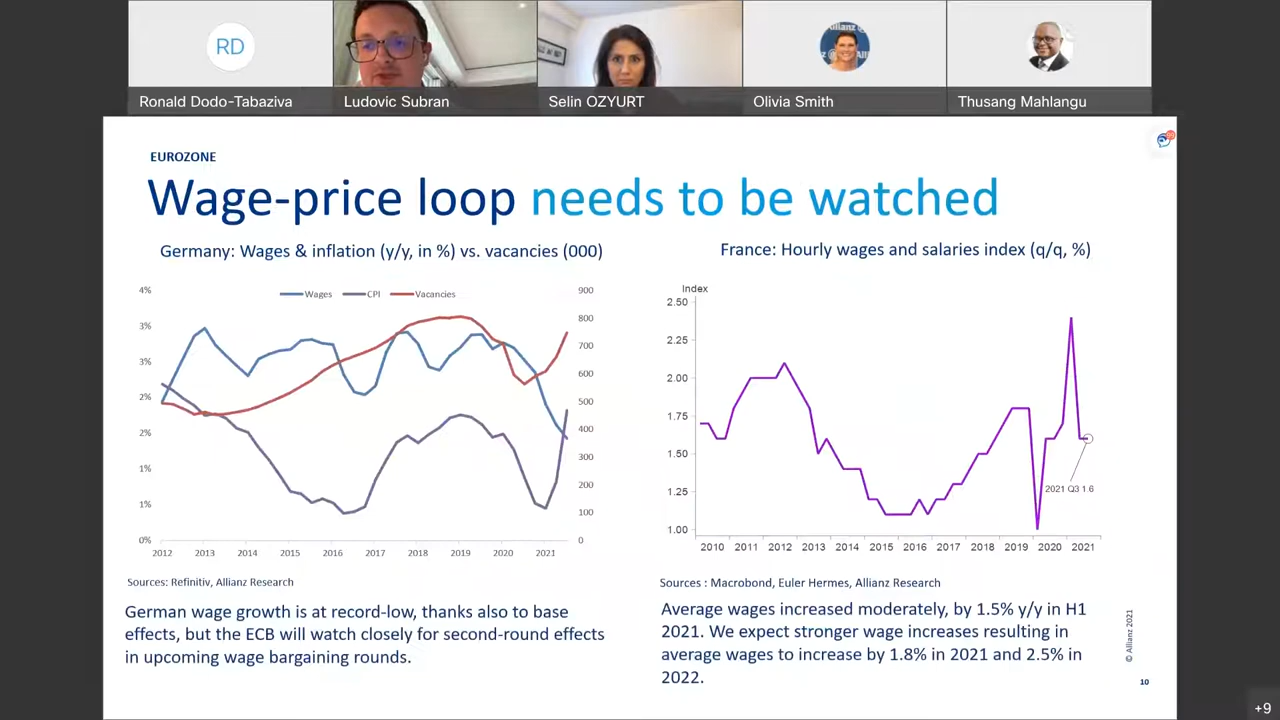 RD
Ronald Dodo-Tabaziva
Ludovic Subran
Selin OZYURT
Olivia Smith
Thusang Mahlangu
EUROZONE
Wage-price loop needs to be watched
Germany: Wages & inflation (y/y, in %) vs. vacancies (000)
Wages CPI Vacancies
4%
3%
3%
2%
2%
1%
1%
0%
900
800
700
600
500
400
300
200
100
0
2012 2013 2014 2015 2016 2017 2018 2019 2020 2021
Sources: Refinitiv, Allianz Research
German wage growth is at record-low, thanks also to base
effects, but the ECB will watch closely for second-round effects
in upcoming wage bargaining rounds.
France: Hourly wages and salaries index (q/q, %)
Index
2.50
2.25
2.00
1.75
1.50
1.25
1.00
2021 Q3 1.6
2010 2011 2012 2013 2014 2015 2016 2017 2018 2019 2020 2021
Sources : Macrobond, Euler Hermes, Allianz Research
Average wages increased moderately, by 1.5% y/y in H1
2021. We expect stronger wage increases resulting in
average wages to increase by 1.8% in 2021 and 2.5% in
2022.
© Allianz 2021
10
+9